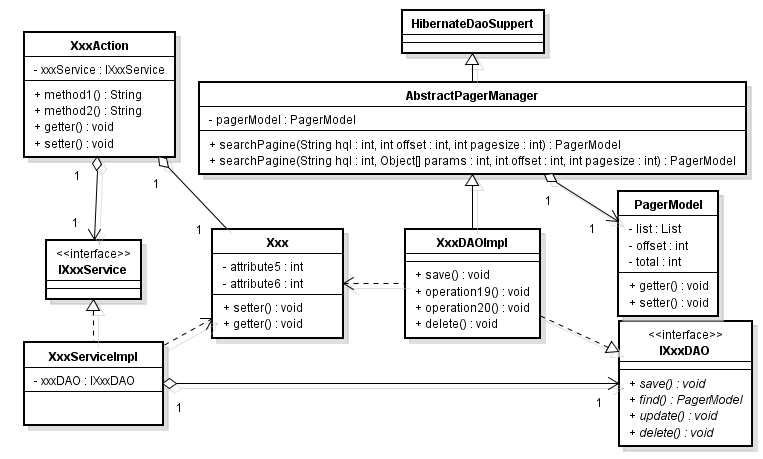 HibernateDaoSuppert
XxxAction
- xxxService : IXxxService
+ method1() : String
+ method2() : String
+ getter() : void
+ setter() : void
AbstractPagerManager
- pagerModel : PagerModel
+ searchPagine(String hql : int, int offset : int, int pagesize : int) : PagerModel
+ searchPagine(String hql : int, Object[] params : int, int offset : int, int pagesize : int) : PagerModel
1
1
1
1
1
1
<<interface>>
IXxxService
Xxx
- attribute5 : int
- attribute6 : int
+ setter() : void
+ getter() : void
XxxDAOImpl
+ save() : void
+ operation19() : void
+ operation20() : void
+ delete() : void
PagerModel
- list : List
- offset : int
- total : int
+ getter() : void
+ setter() : void
XxxServiceImpl
- xxxDAO : IXxxDAO
1
1
<<interface>>
IXxxDAO
+ save() : void
+ find() : PagerModel
+ update() : void
+ delete() : void